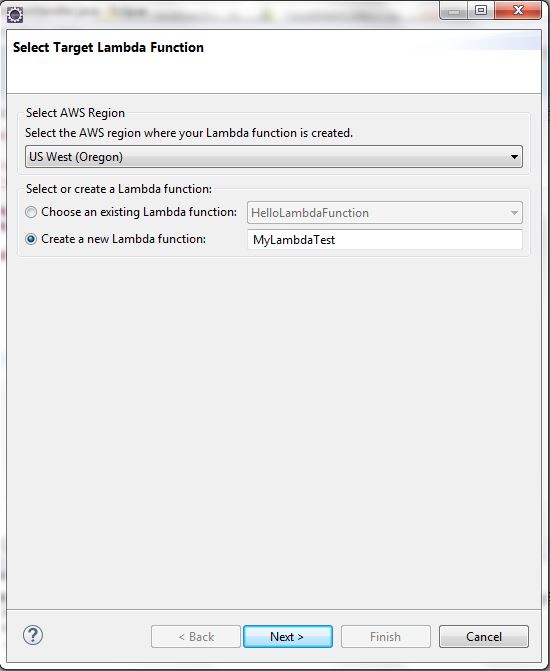 Select Target Lambda Function
Select AWS Region
Select the AWS region where your Lambda function is created.
US West (Oregon)
Select or create a Lambda function:
Choose an existing Lambda function: HelloLambdaFunction
Create a new Lambda function: MyLambdaTest
?
< Back Next > Finish Cancel